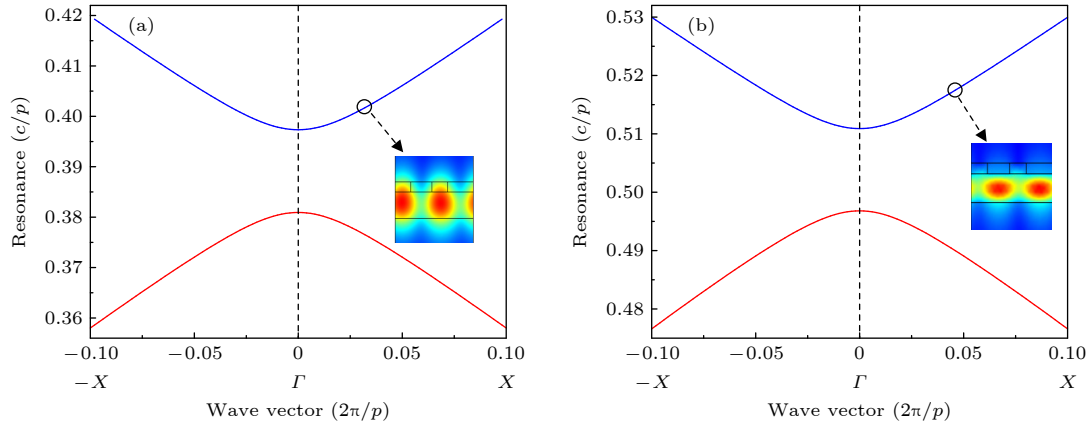 (a)
Resonance (c/p)
0.42
0.41
0.40
0.39
0.38
0.37
0.36
−0.10 −0.05 0 0.05 0.10
−X Γ X
Wave vector (2π/p)
(b)
Resonance (c/p)
0.53
0.52
0.51
0.50
0.49
0.48
−0.10 −0.05 0 0.05 0.10
−X Γ X
Wave vector (2π/p)